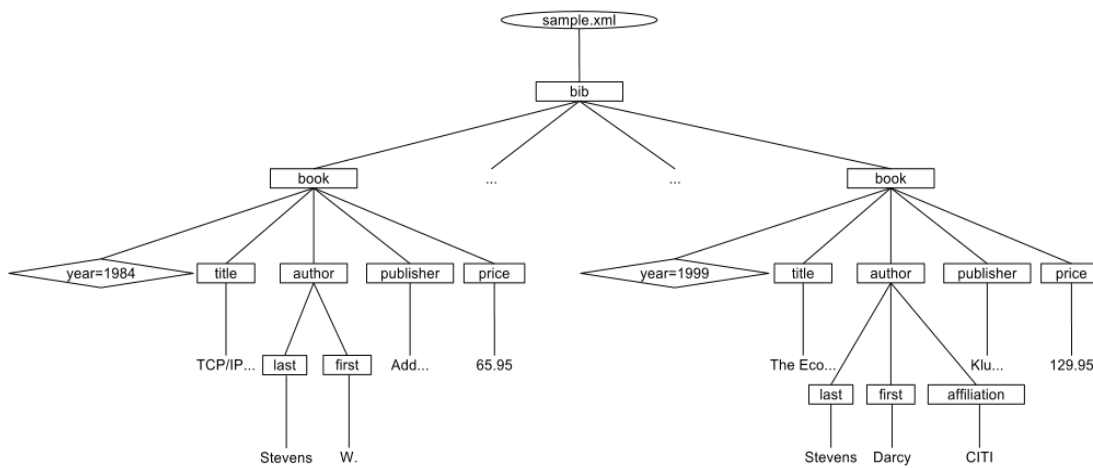 sample.xml
bib
book
...
...
book
year=1984
title
author
publisher
price
year=1999
title
author
publisher
price
TCP/IP...
last
first
Add...
65.95
The Eco...
Klu...
129.95
last
first
affiliation
Stevens
W.
Stevens
Darcy
CITI